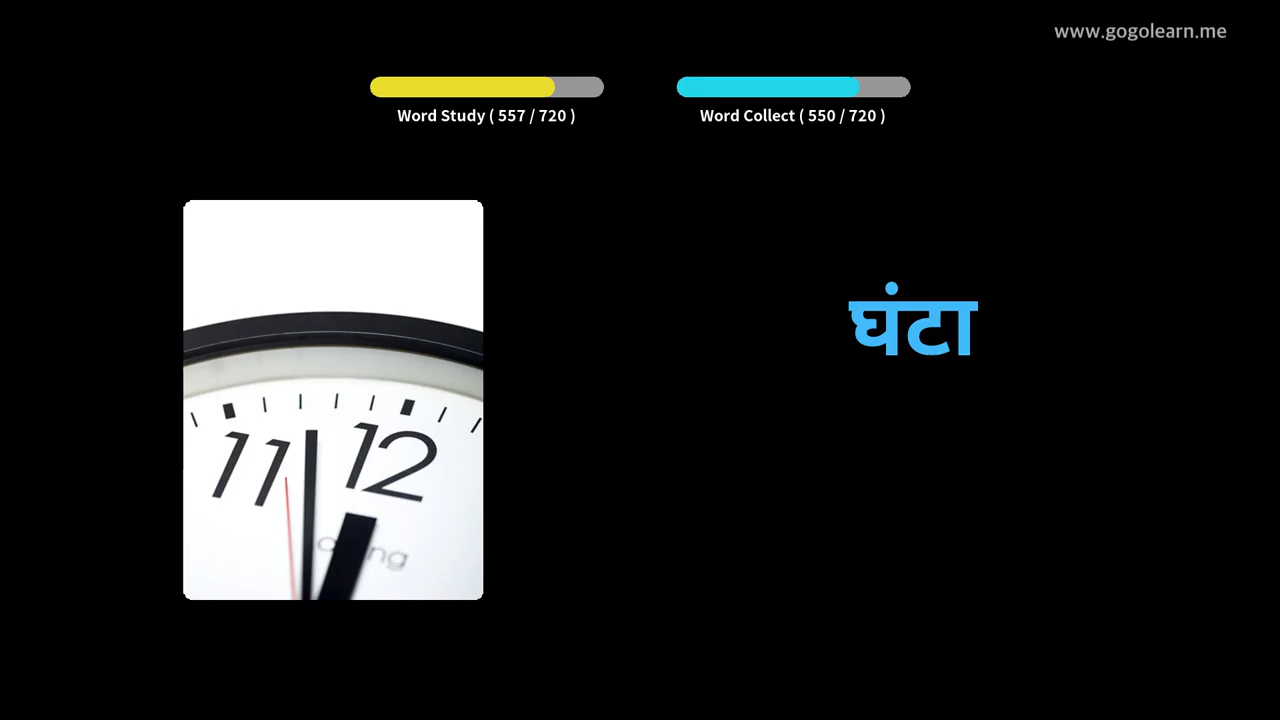 www.gogolearn.me
Word Study ( 557 / 720 )
Word Collect ( 550 / 720 )
घंटा
11
12